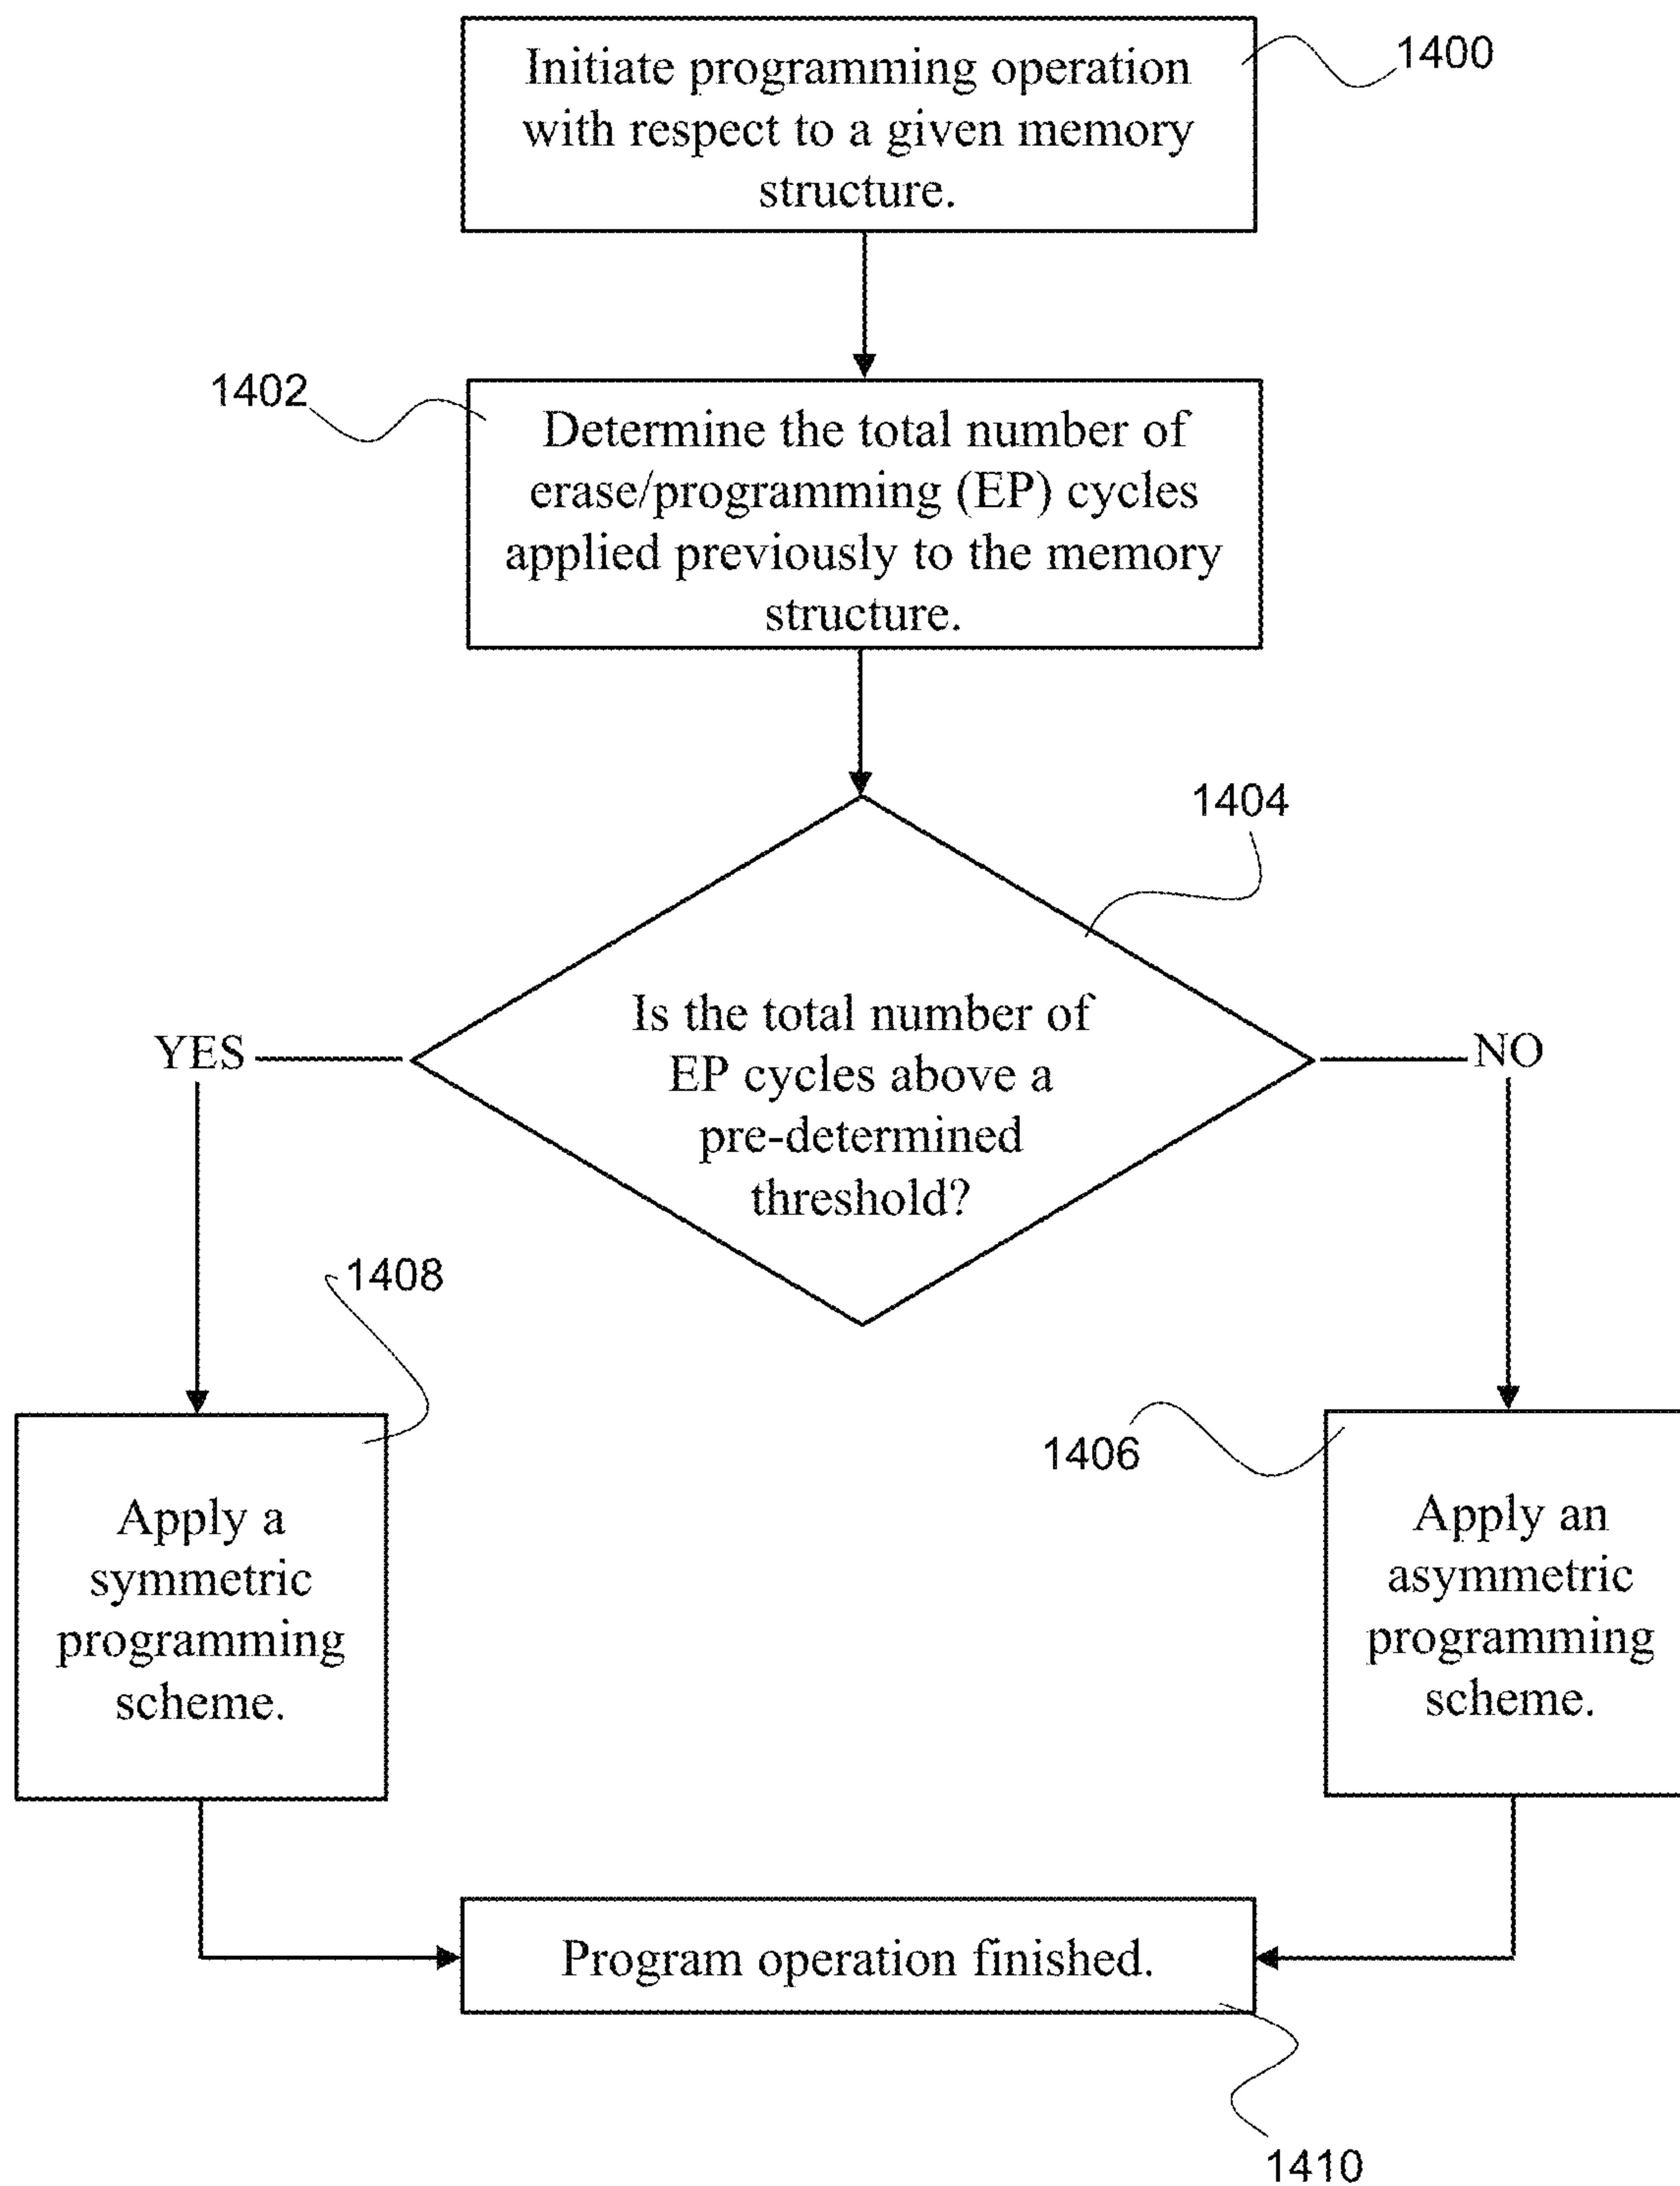 Initiate programming operation
with respect to a given memory
structure.
1400
1402
Determine the total number of
erase/programming (EP) cycles
applied previously to the memory
structure.
1404
Is the total number of
EP cycles above a
pre-determined
threshold?
YES
NO
1408
Apply a
symmetric
programming
scheme.
1406
Apply an
asymmetric
programming
scheme.
Program operation finished.
1410